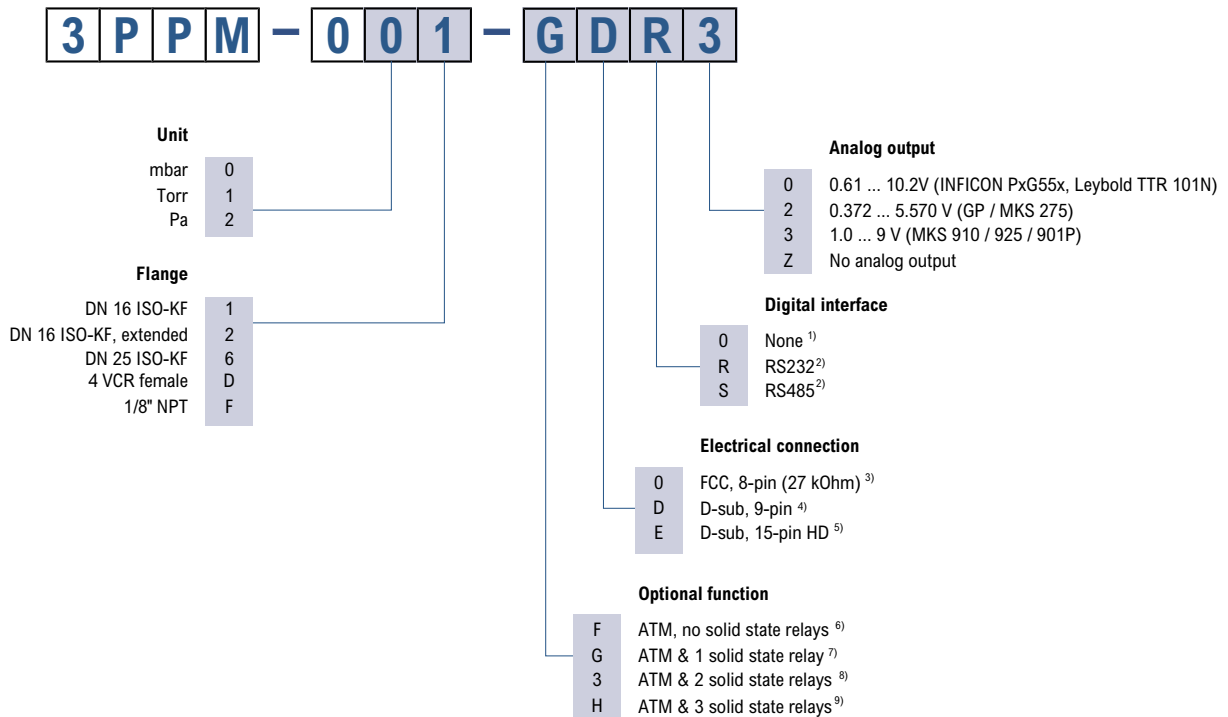 3PPM – 001 – GDR3
Unit
mbar 0
Torr 1
Pa 2
Flange
DN 16 ISO-KF 1
DN 16 ISO-KF, extended 2
DN 25 ISO-KF 6
4 VCR female D
1/8" NPT F
Analog output
0 0.61 ... 10.2V (INFICON PxG55x, Leybold TTR 101N)
2 0.372 ... 5.570 V (GP / MKS 275)
3 1.0 ... 9 V (MKS 910 / 925 / 901P)
Z No analog output
Digital interface
0 None 1)
R RS232 2)
S RS485 2)
Electrical connection
0 FCC, 8-pin (27 kOhm) 3)
D D-sub, 9-pin 4)
E D-sub, 15-pin HD 5)
Optional function
F ATM, no solid state relays 6)
G ATM & 1 solid state relay 7)
3 ATM & 2 solid state relays 8)
H ATM & 3 solid state relays 9)